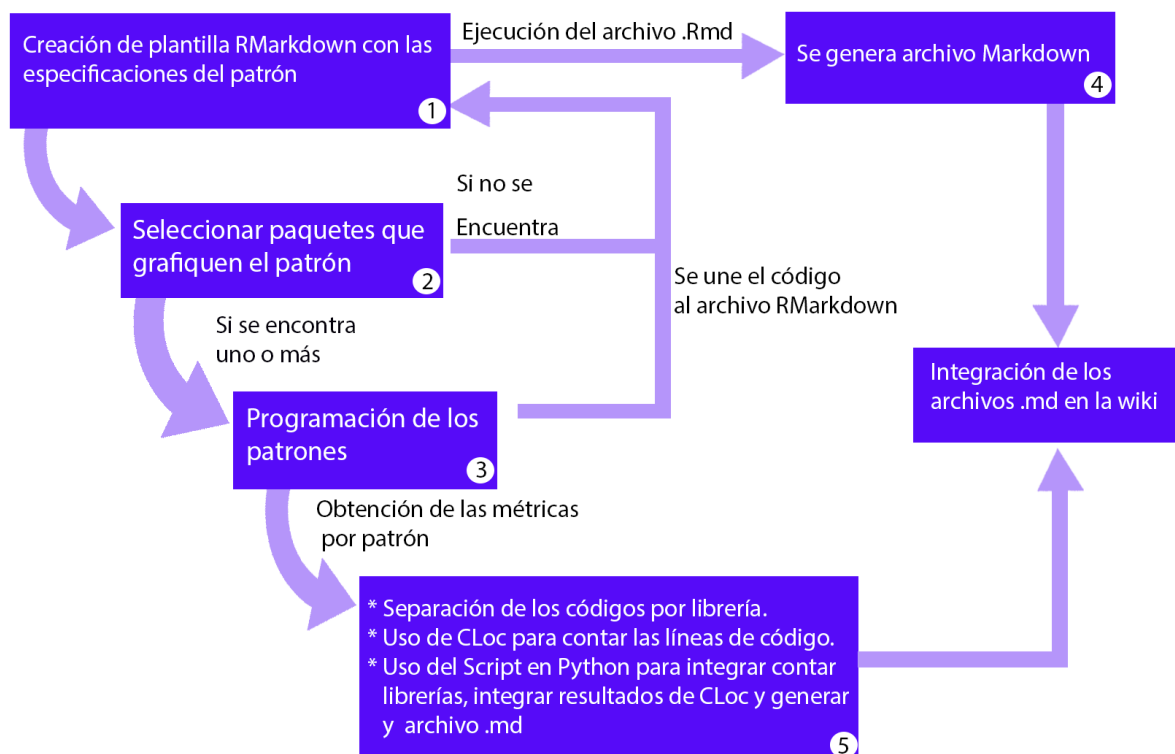 Creación de plantilla RMarkdown con las
especificaciones del patrón
1
Ejecución del archivo .Rmd
Se genera archivo Markdown
4
Si no se
Encuentra
Seleccionar paquetes que
grafiquen el patrón
2
Se une el código
al archivo RMarkdown
Si se encontra
uno o más
Integración de los
archivos .md en la wiki
Programación de los
patrones
3
Obtención de las métricas
por patrón
* Separación de los códigos por librería.
* Uso de CLoc para contar las líneas de código.
* Uso del Script en Python para integrar contar
librerías, integrar resultados de CLoc y generar
y archivo .md
5